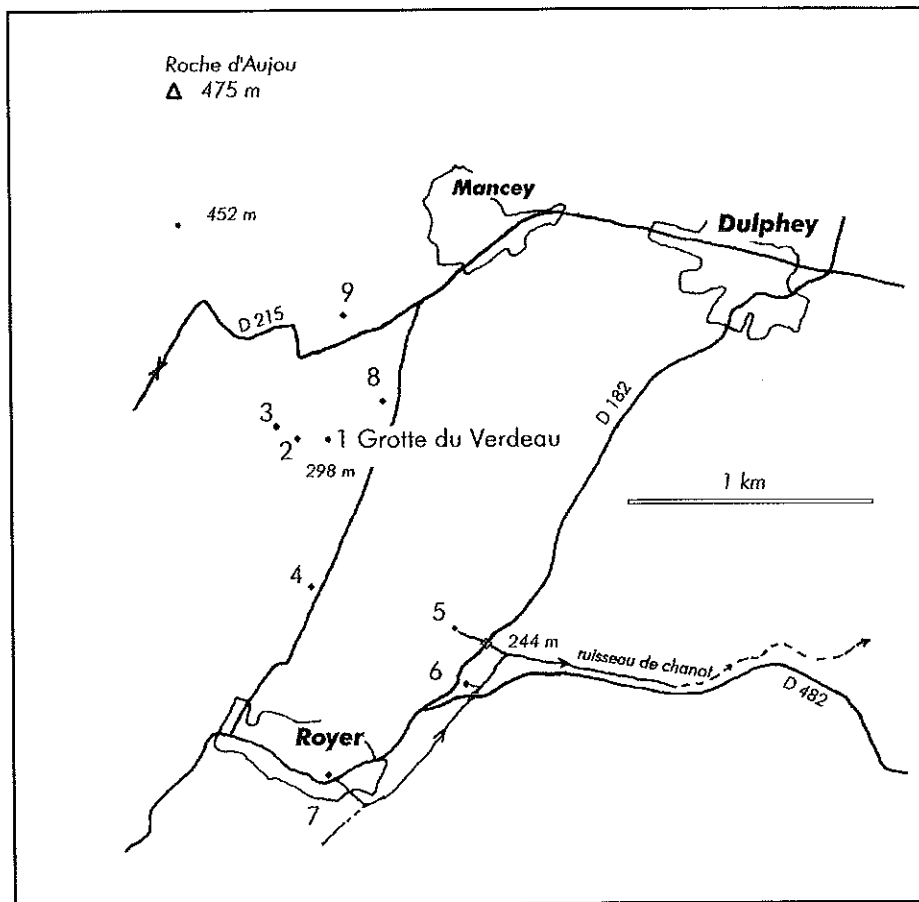 Roche d'Aujou
Δ 475 m
Mancey
452 m
Dulphey
9
D 215
8
3
D 182
2
1 Grotte du Verdeau
298 m
1 km
4
5
244 m
ruisseau de chanot
6
D 482
Royer
7